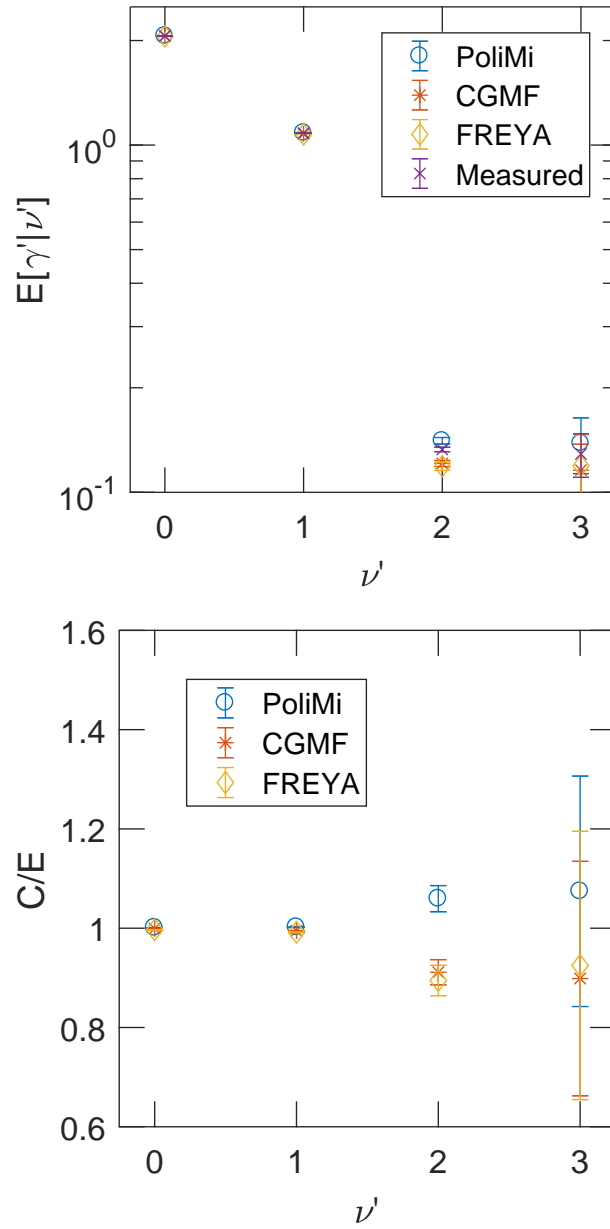 E[γ'|ν']
10⁰
10⁻¹
PoliMi
CGMF
FREYA
Measured
0 1 2 3
ν'
C/E
1.6
1.4
1.2
1
0.8
0.6
PoliMi
CGMF
FREYA
0 1 2 3
ν'